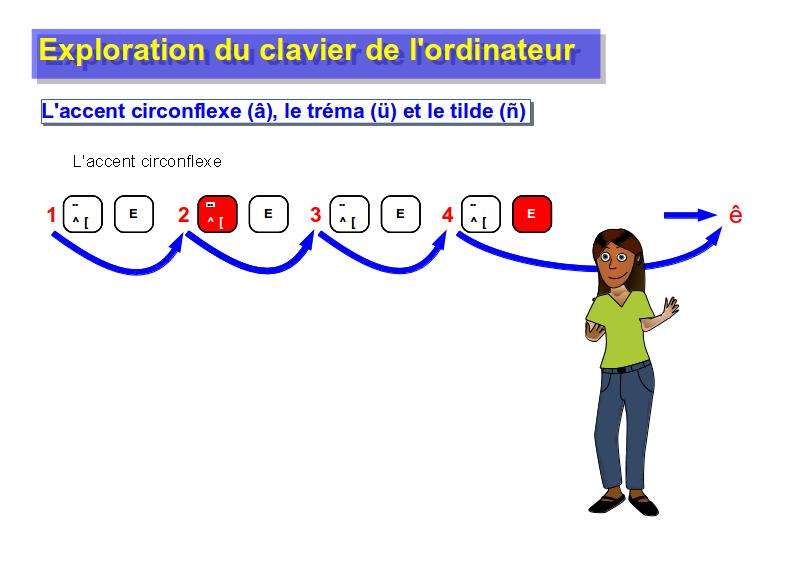 Exploration du clavier de l'ordinateur
L'accent circonflexe (â), le tréma (ü) et le tilde (ñ)
L'accent circonflexe
1 ¨ ^ [ E 2 ¨ ^ [ E 3 ¨ ^ [ E 4 ¨ ^ [ E ê